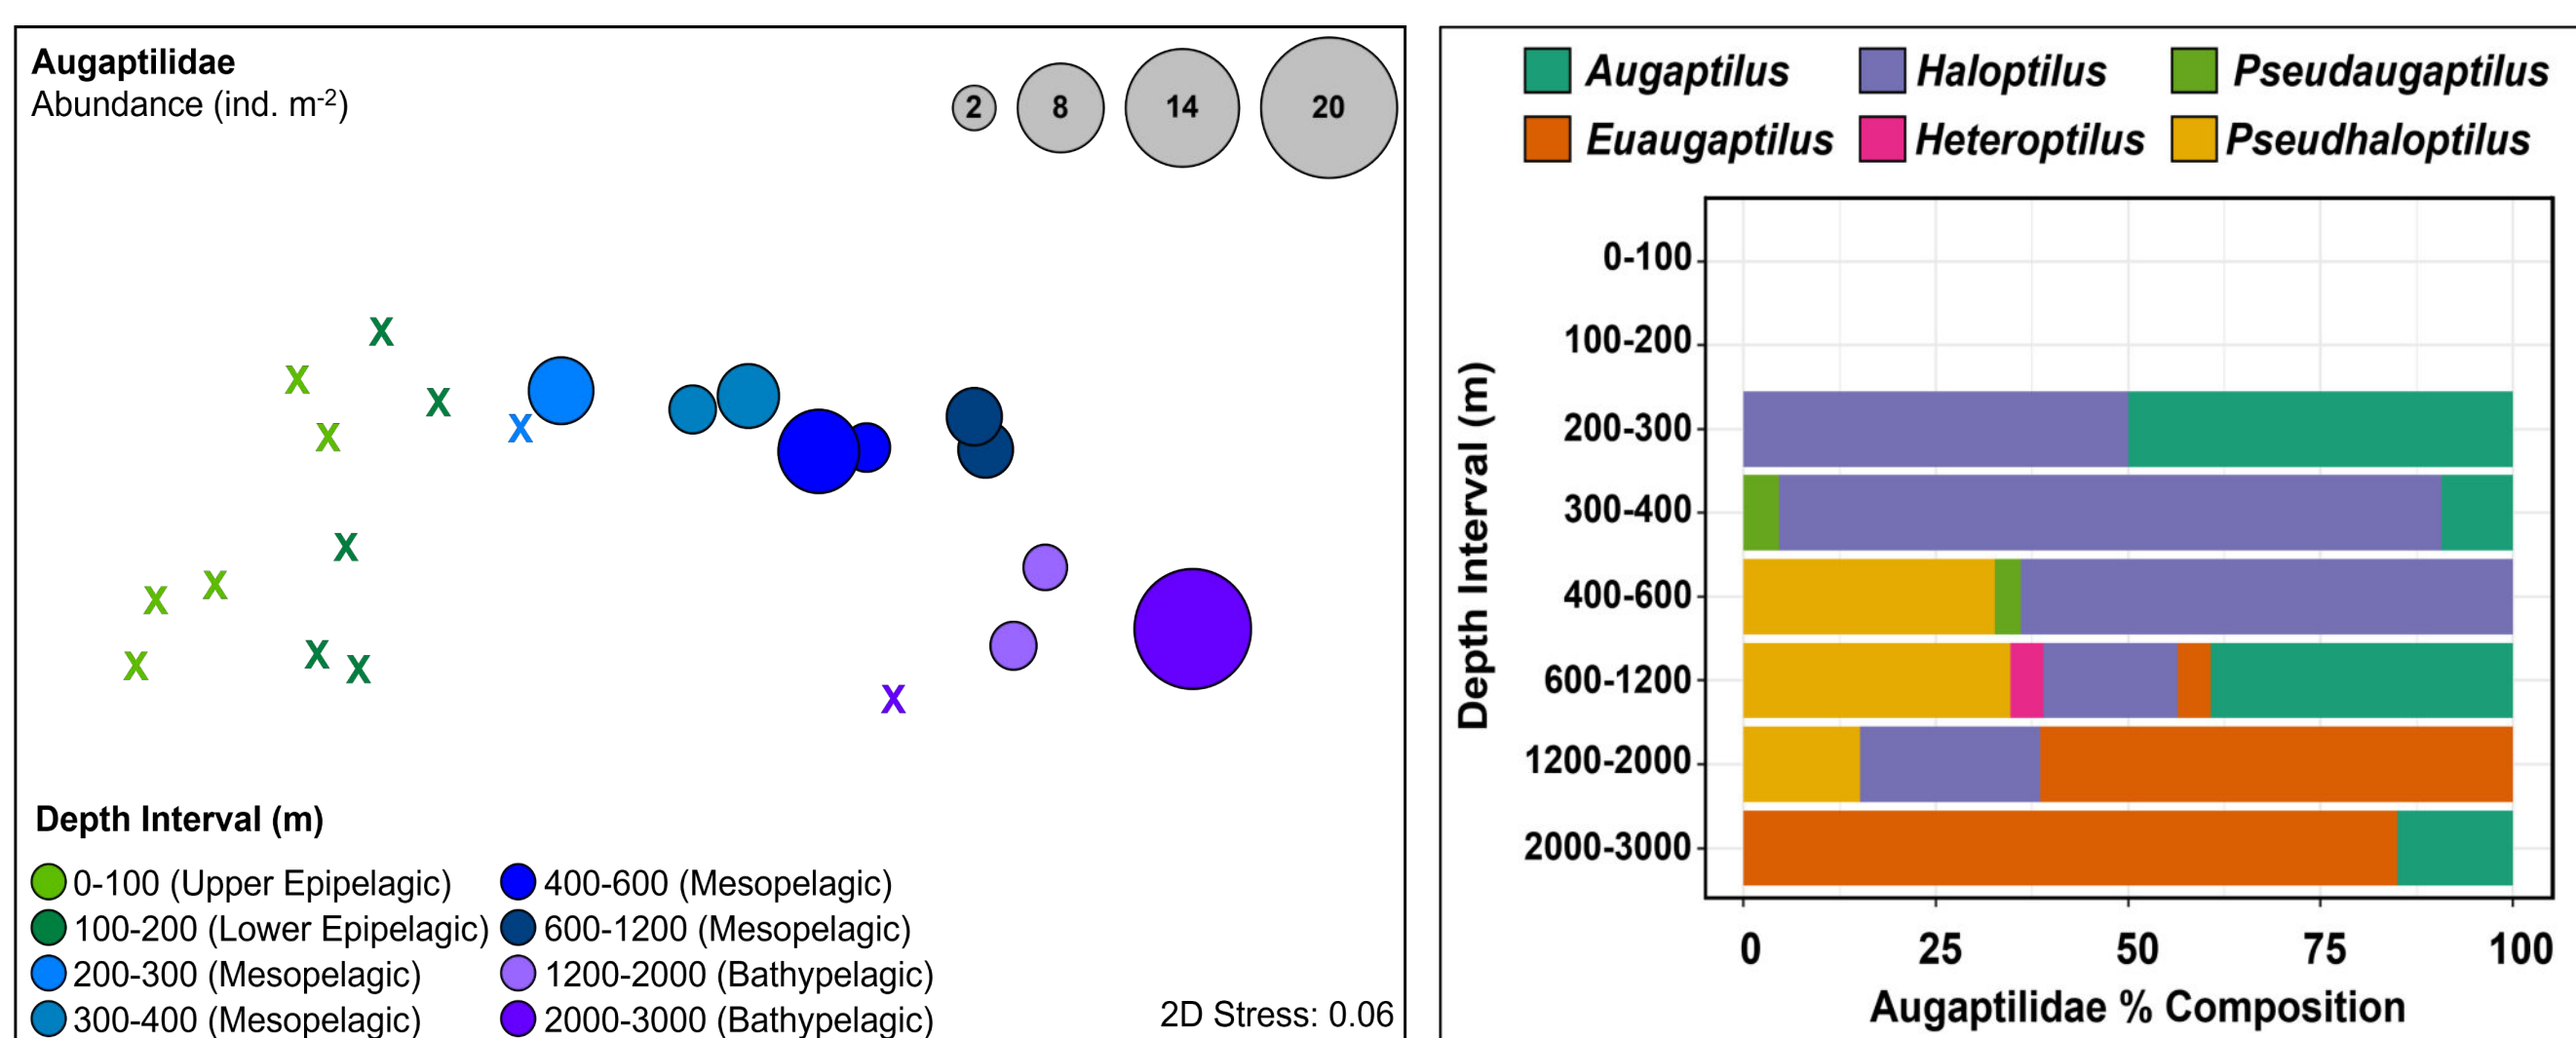 Augaptilidae
Abundance (ind. m-2)
2 8 14 20
X
X
X
X
X
X
X
X
X
X
X
X
Depth Interval (m)
0-100 (Upper Epipelagic)
100-200 (Lower Epipelagic)
200-300 (Mesopelagic)
300-400 (Mesopelagic)
400-600 (Mesopelagic)
600-1200 (Mesopelagic)
1200-2000 (Bathypelagic)
2000-3000 (Bathypelagic)
2D Stress: 0.06
Augaptilus Haloptilus Pseudaugaptilus
Euaugaptilus Heteroptilus Pseudhaloptilus
Depth Interval (m)
0-100
100-200
200-300
300-400
400-600
600-1200
1200-2000
2000-3000
0 25 50 75 100
Augaptilidae % Composition